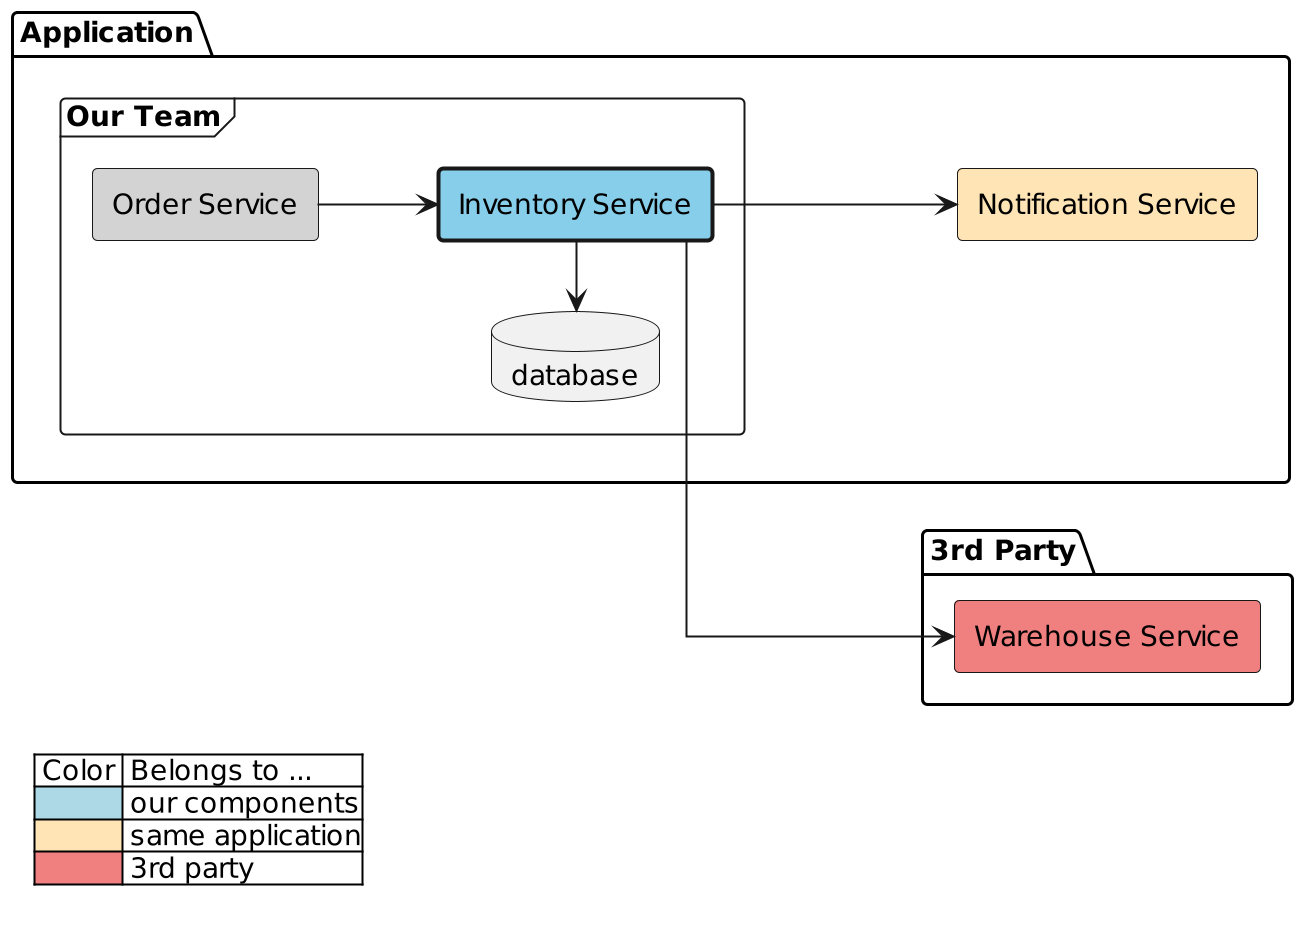 Application
Our Team
Order Service
Inventory Service
Notification Service
database
3rd Party
Warehouse Service
Color Belongs to ...
our components
same application
3rd party